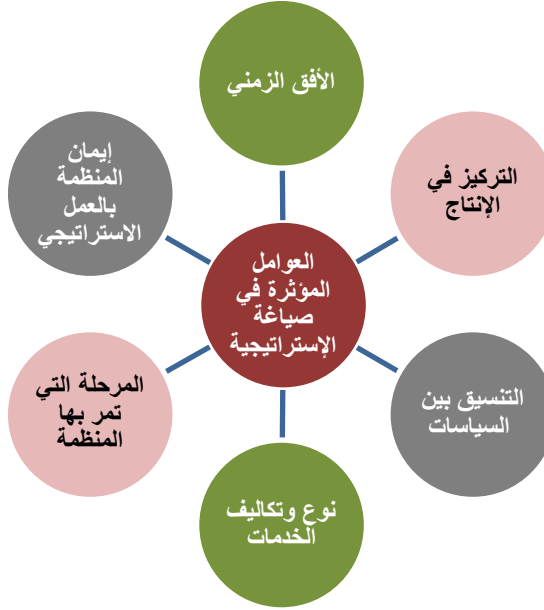 الأفق الزمني
التركيز في
الإنتاج
التنسيق بين
السياسات
نوع وتكاليف
الخدمات
المرحلة التي
تمر بها
المنظمة
إيمان
المنظمة
بالعمل
الاستراتيجي
العوامل
المؤثرة في
صياغة
الإستراتيجية